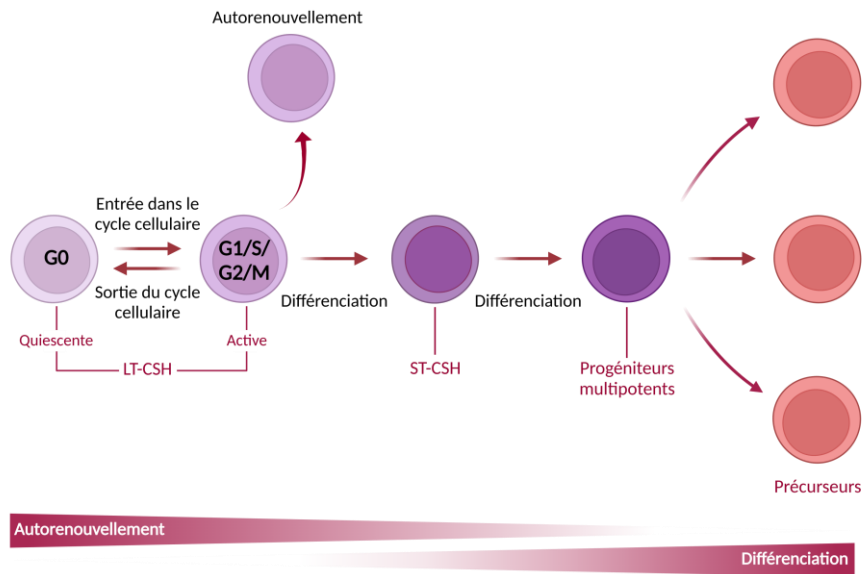 Autorenouvellement
Entrée dans le
cycle cellulaire
G0
G1/S/
G2/M
Sortie du cycle
cellulaire
Différenciation
Différenciation
Quiescente
Active
LT-CSH
ST-CSH
Progéniteurs
multipotents
Précurseurs
Autorenouvellement
Différenciation